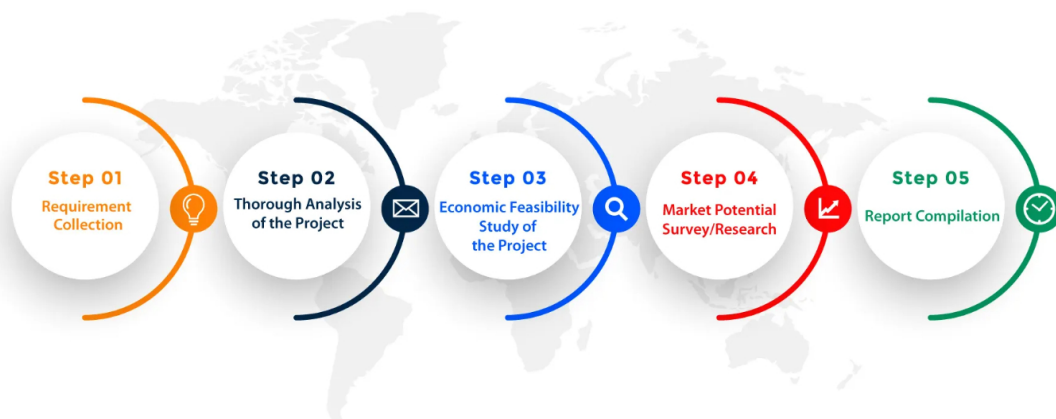 Step 01
Requirement
Collection
Step 02
Thorough Analysis
of the Project
Step 03
Economic Feasibility
Study of
the Project
Step 04
Market Potential
Survey/Research
Step 05
Report Compilation